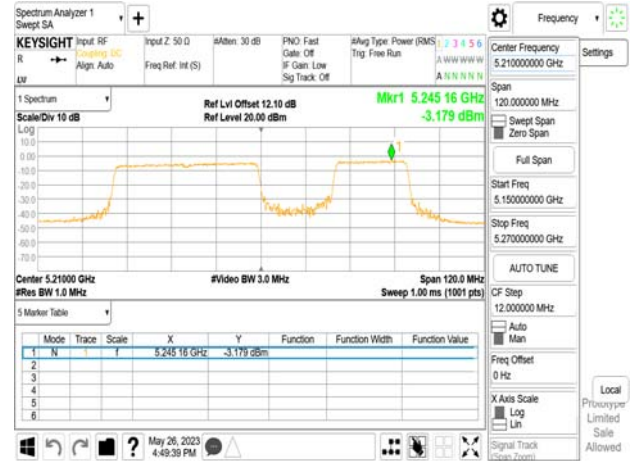 Spectrum Analyzer 1
Swept SA
+
Frequency
KEYSIGHT
R
LXI
Input: RF
Coupling: DC
Align: Auto
Input Z: 50 Ω
Freq Ref: Int (S)
#Atten: 30 dB
PNO: Fast
Gate: Off
IF Gain: Low
Sig Track: Off
#Avg Type: Power (RMS)
Trig: Free Run
1 2 3 4 5 6
A WW WW W
A N N N N N
1 Spectrum
Scale/Div 10 dB
Ref Lvl Offset 12.10 dB
Ref Level 20.00 dBm
Mkr1 5.245 16 GHz
-3.179 dBm
Log
10.0
0.00
-10.0
-20.0
-30.0
-40.0
-50.0
-60.0
-70.0
1
Center 5.21000 GHz
#Res BW 1.0 MHz
#Video BW 3.0 MHz
Span 120.0 MHz
Sweep 1.00 ms (1001 pts)
5 Marker Table
Mode Trace Scale X Y Function Function Width Function Value
1 N 1 f 5.245 16 GHz -3.179 dBm
2
3
4
5
6
May 26, 2023
4:49:39 PM
Center Frequency
5.210000000 GHz
Span
120.000000 MHz
Swept Span
Zero Span
Full Span
Start Freq
5.150000000 GHz
Stop Freq
5.270000000 GHz
AUTO TUNE
CF Step
12.000000 MHz
Auto
Man
Freq Offset
0 Hz
X Axis Scale
Log
Lin
Signal Track
(Span Zoom)
Settings
Local
Prototype
Limited
Sale
Allowed